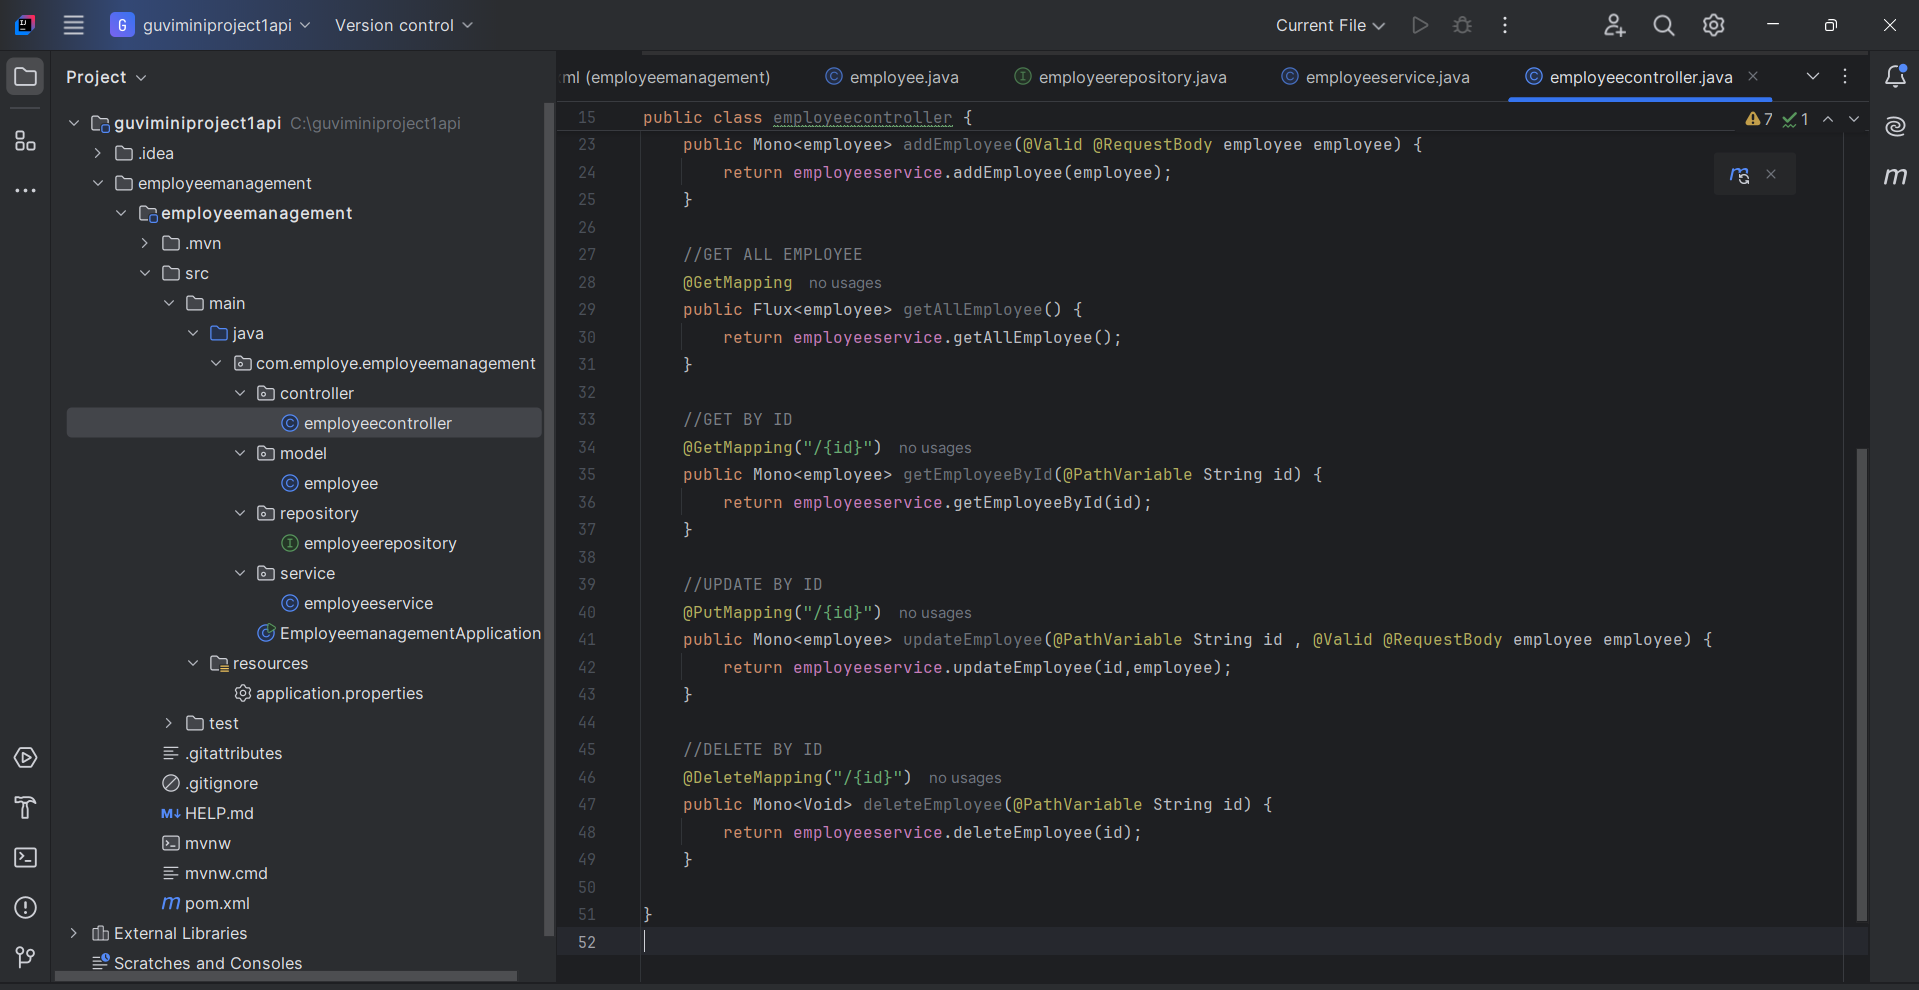 G guviminiproject1api Version control Current File
Project
guviminiproject1api C:\guviminiproject1api
.idea
employeemanagement
employeemanagement
.mvn
src
main
java
com.employe.employeemanagement
controller
employeecontroller
model
employee
repository
employeerepository
service
employeeservice
EmployeemanagementApplication
resources
application.properties
test
.gitattributes
.gitignore
HELP.md
mvnw
mvnw.cmd
pom.xml
External Libraries
Scratches and Consoles
ml (employeemanagement) employee.java employeerepository.java employeeservice.java employeecontroller.java
15 public class employeecontroller { 7 1
23 public Mono<employee> addEmployee(@Valid @RequestBody employee employee) {
24 return employeeservice.addEmployee(employee);
25 }
26
27 //GET ALL EMPLOYEE
28 @GetMapping no usages
29 public Flux<employee> getAllEmployee() {
30 return employeeservice.getAllEmployee();
31 }
32
33 //GET BY ID
34 @GetMapping("/{id}") no usages
35 public Mono<employee> getEmployeeById(@PathVariable String id) {
36 return employeeservice.getEmployeeById(id);
37 }
38
39 //UPDATE BY ID
40 @PutMapping("/{id}") no usages
41 public Mono<employee> updateEmployee(@PathVariable String id , @Valid @RequestBody employee employee) {
42 return employeeservice.updateEmployee(id,employee);
43 }
44
45 //DELETE BY ID
46 @DeleteMapping("/{id}") no usages
47 public Mono<Void> deleteEmployee(@PathVariable String id) {
48 return employeeservice.deleteEmployee(id);
49 }
50
51 }
52